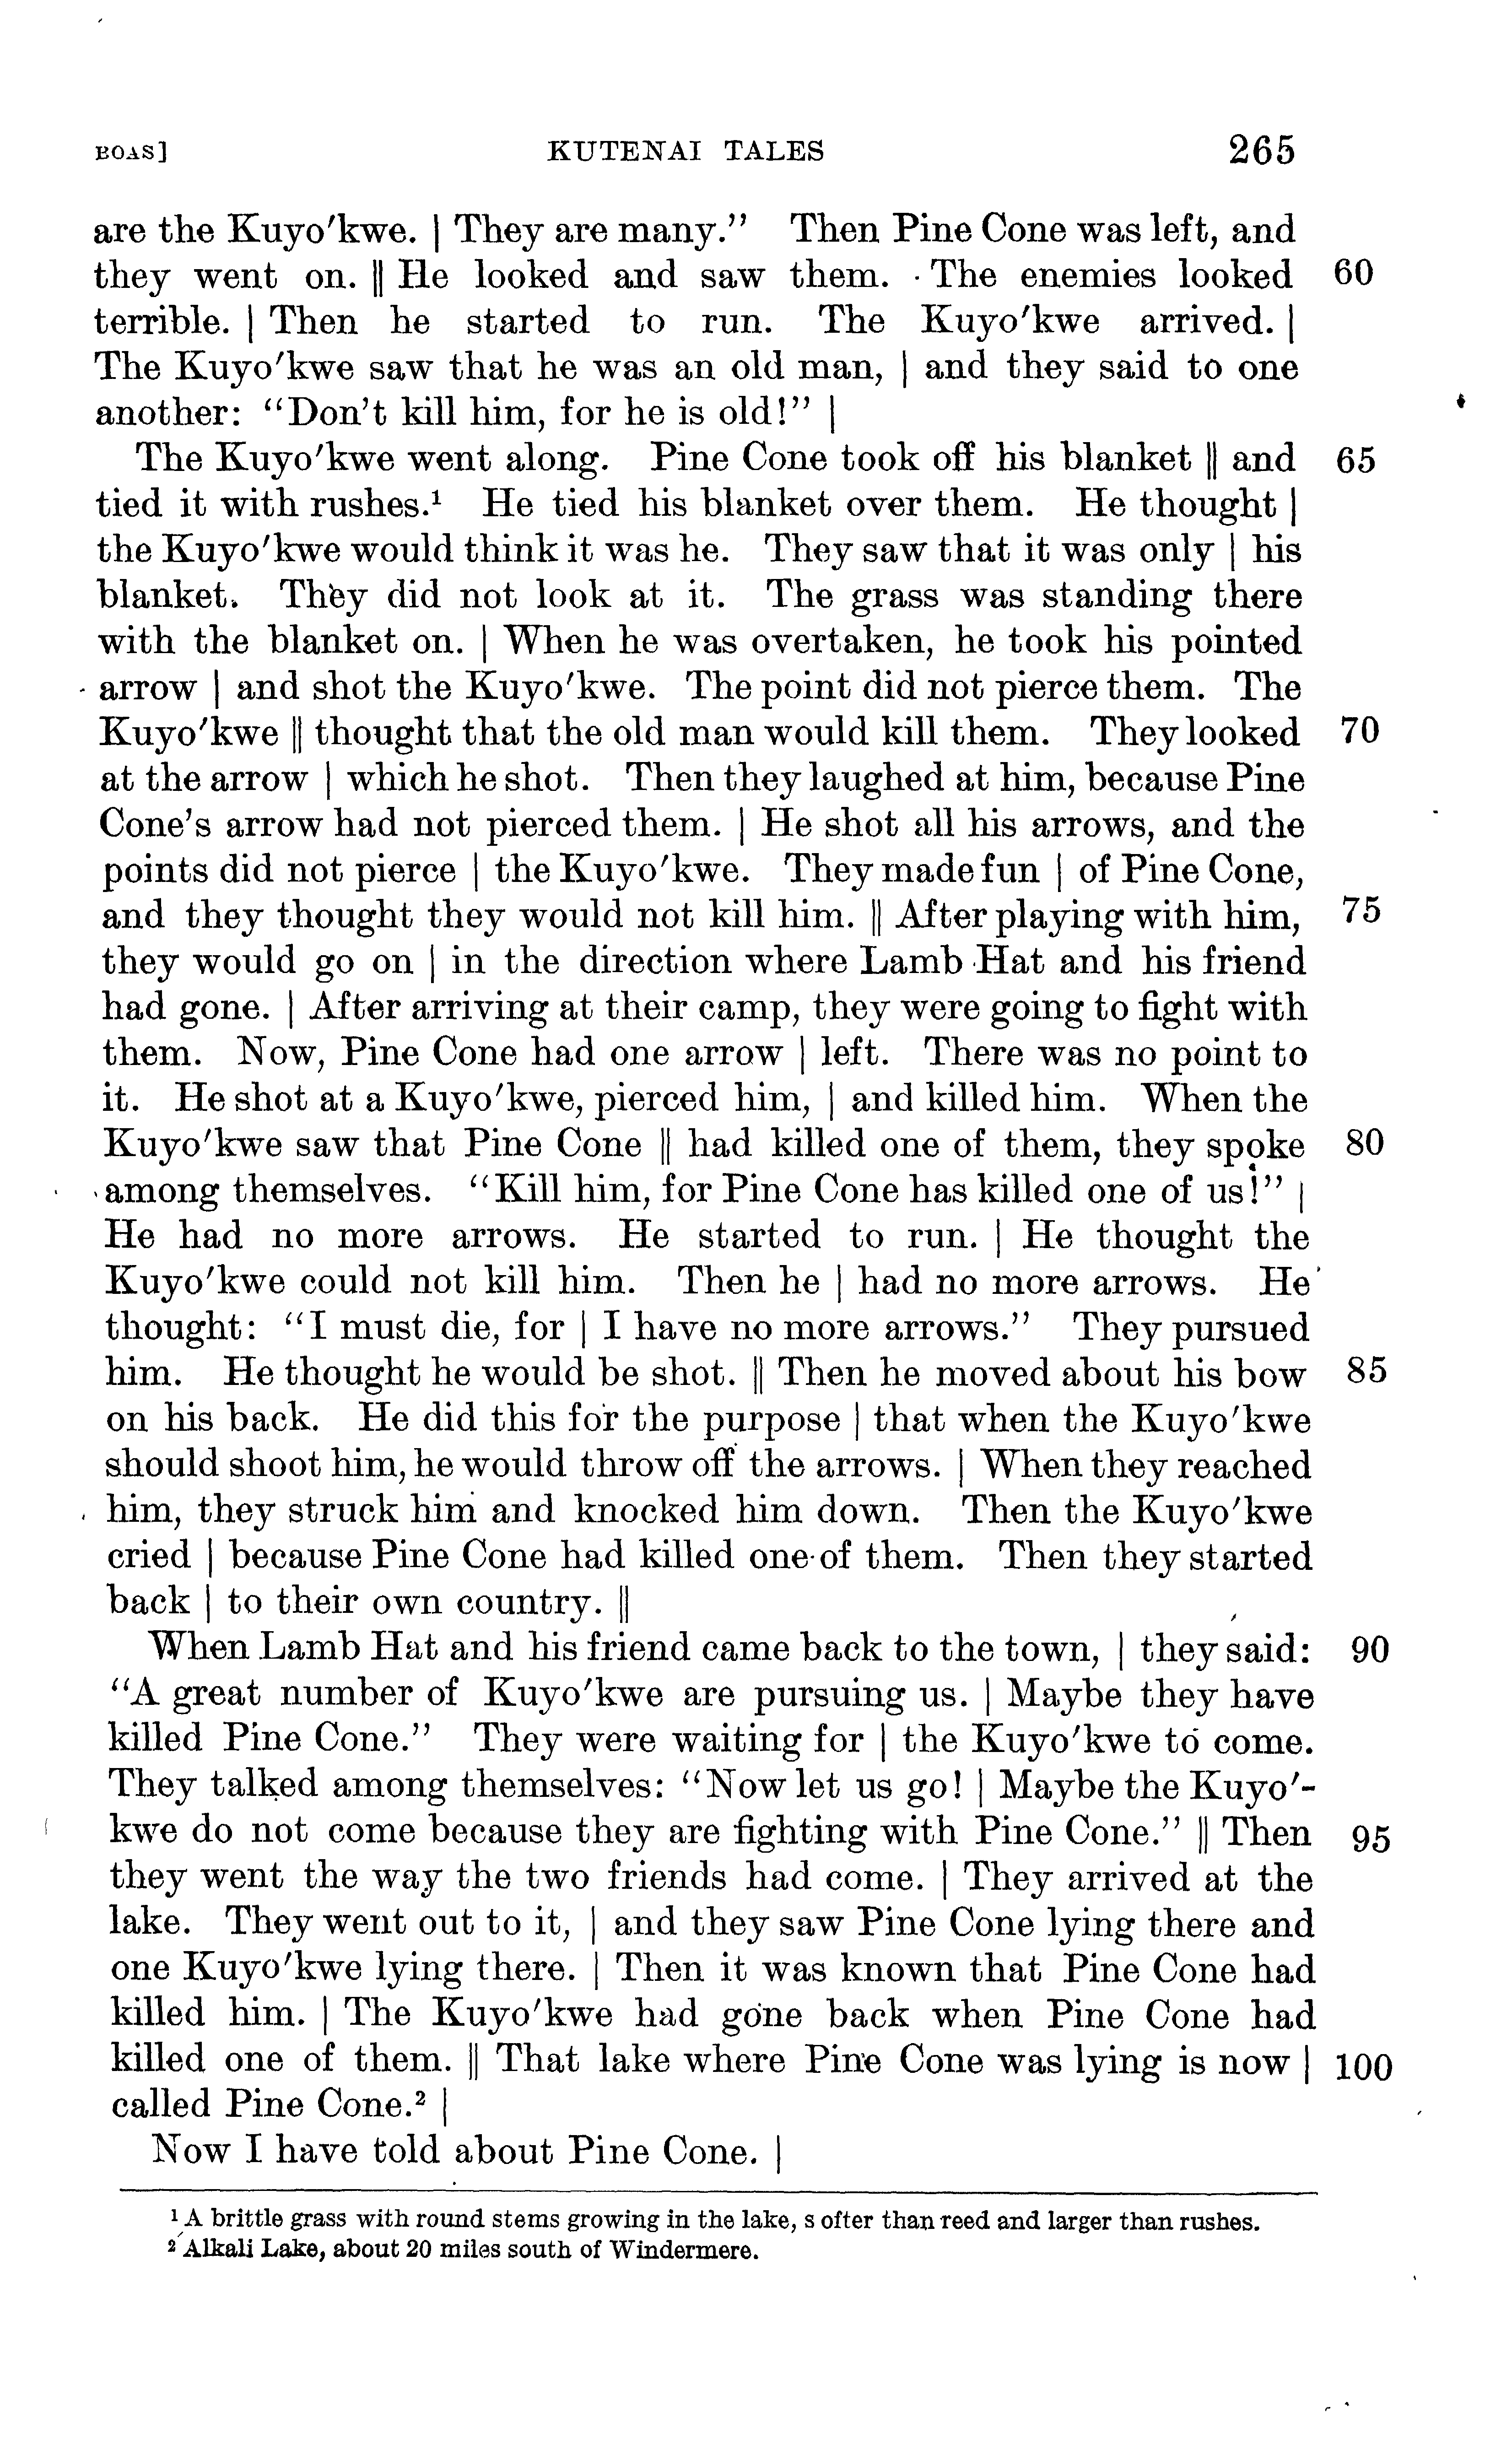 BOAS] KUTENAI TALES 265
are the Kuyo′kwe. | They are many.” Then Pine Cone was left, and
they went on. || He looked and saw them. The enemies looked 60
terrible. | Then he started to run. The Kuyo′kwe arrived. |
The Kuyo′kwe saw that he was an old man, | and they said to one
another: “Don’t kill him, for he is old!” |
The Kuyo′kwe went along. Pine Cone took off his blanket || and 65
tied it with rushes.¹ He tied his blanket over them. He thought |
the Kuyo′kwe would think it was he. They saw that it was only | his
blanket. They did not look at it. The grass was standing there
with the blanket on. | When he was overtaken, he took his pointed
arrow | and shot the Kuyo′kwe. The point did not pierce them. The
Kuyo′kwe || thought that the old man would kill them. They looked 70
at the arrow | which he shot. Then they laughed at him, because Pine
Cone’s arrow had not pierced them. | He shot all his arrows, and the
points did not pierce | the Kuyo′kwe. They made fun | of Pine Cone,
and they thought they would not kill him. || After playing with him, 75
they would go on | in the direction where Lamb Hat and his friend
had gone. | After arriving at their camp, they were going to fight with
them. Now, Pine Cone had one arrow | left. There was no point to
it. He shot at a Kuyo′kwe, pierced him, | and killed him. When the
Kuyo′kwe saw that Pine Cone || had killed one of them, they spoke 80
among themselves. “Kill him, for Pine Cone has killed one of us!” |
He had no more arrows. He started to run. | He thought the
Kuyo′kwe could not kill him. Then he | had no more arrows. He
thought: “I must die, for | I have no more arrows.” They pursued
him. He thought he would be shot. || Then he moved about his bow 85
on his back. He did this for the purpose | that when the Kuyo′kwe
should shoot him, he would throw off the arrows. | When they reached
him, they struck him and knocked him down. Then the Kuyo′kwe
cried | because Pine Cone had killed one of them. Then they started
back | to their own country. ||
When Lamb Hat and his friend came back to the town, | they said: 90
“A great number of Kuyo′kwe are pursuing us. | Maybe they have
killed Pine Cone.” They were waiting for | the Kuyo′kwe to come.
They talked among themselves: “Now let us go! | Maybe the Kuyo′-
kwe do not come because they are fighting with Pine Cone.” || Then 95
they went the way the two friends had come. | They arrived at the
lake. They went out to it, | and they saw Pine Cone lying there and
one Kuyo′kwe lying there. | Then it was known that Pine Cone had
killed him. | The Kuyo′kwe had gone back when Pine Cone had
killed one of them. || That lake where Pine Cone was lying is now | 100
called Pine Cone.² |
Now I have told about Pine Cone. |
¹ A brittle grass with round stems growing in the lake, s ofter than reed and larger than rushes.
² Alkali Lake, about 20 miles south of Windermere.